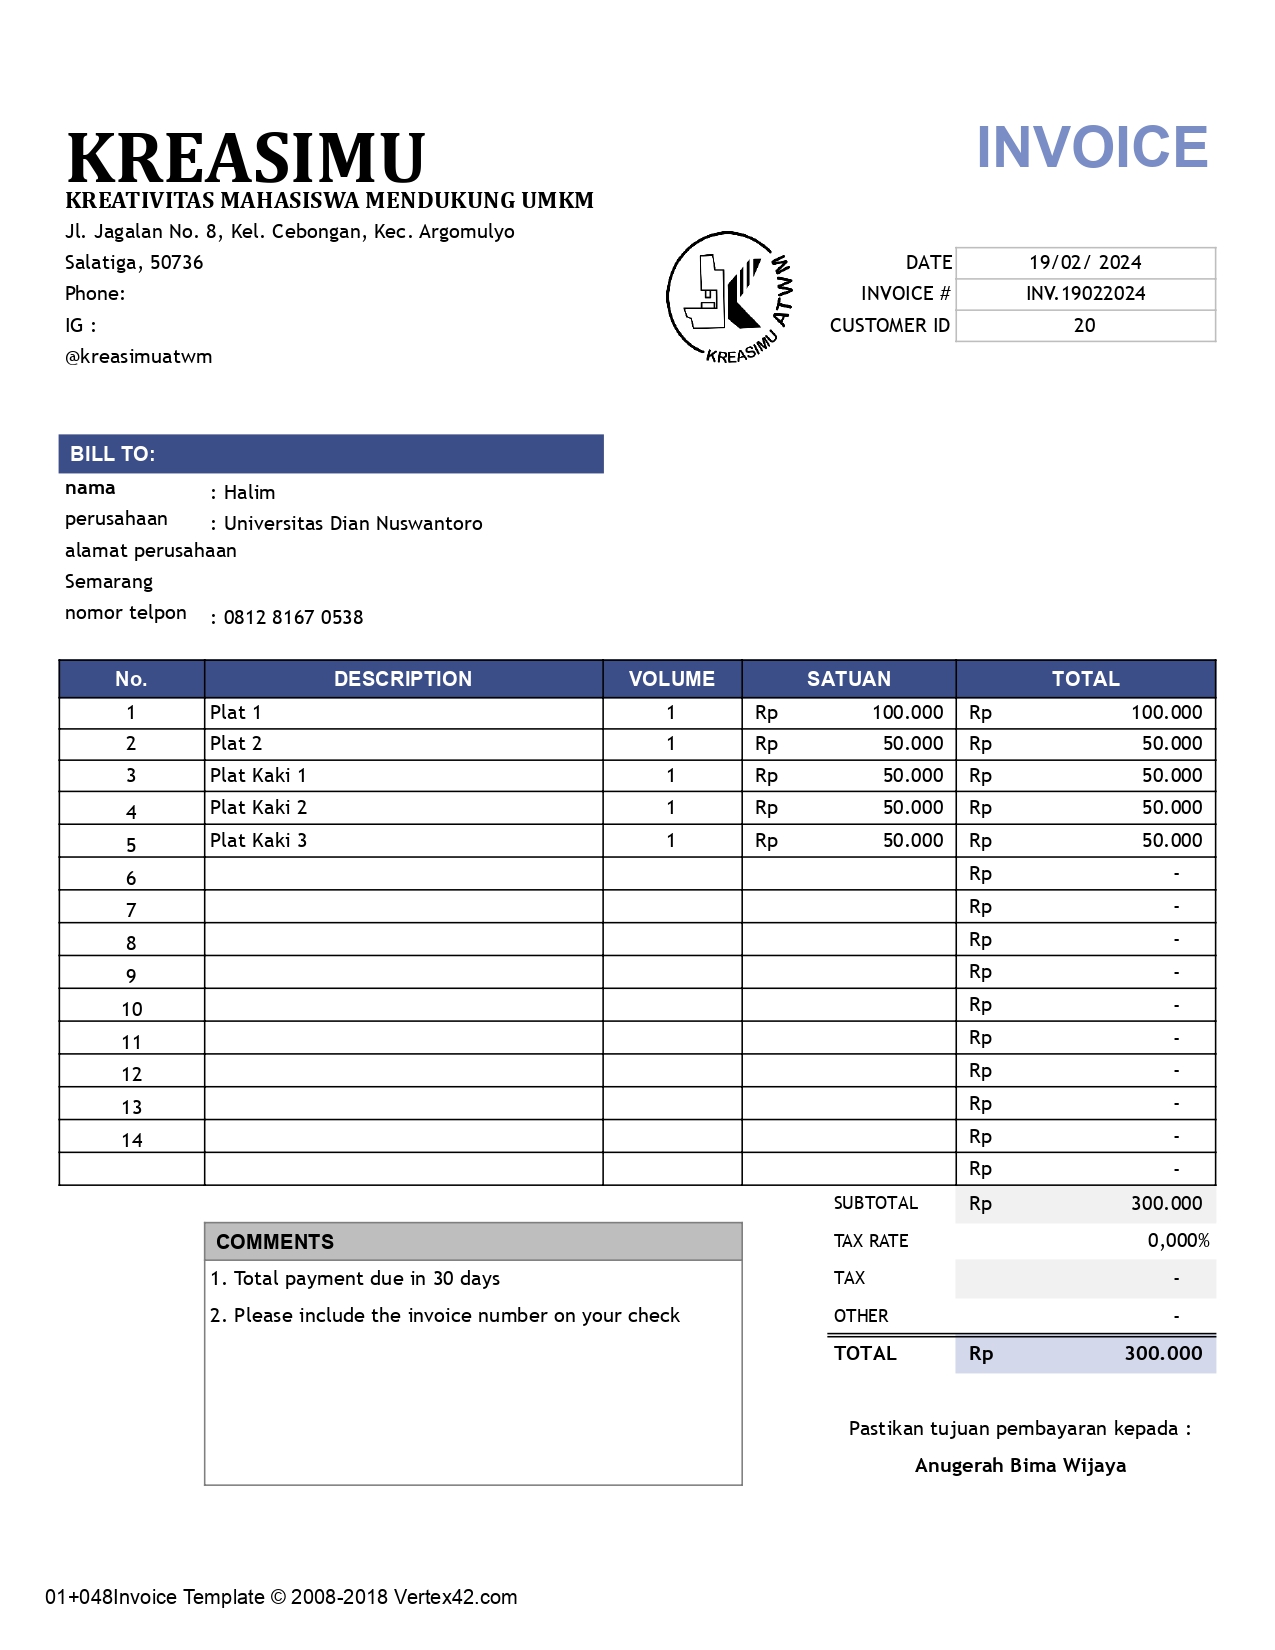 KREASIMU
INVOICE
KREATIVITAS MAHASISWA MENDUKUNG UMKM
Jl. Jagalan No. 8, Kel. Cebongan, Kec. Argomulyo
Salatiga, 50736
Phone:
IG :
@kreasimuatwm
KREASIMU ATWM
DATE 19/02/ 2024
INVOICE # INV.19022024
CUSTOMER ID 20
BILL TO:
nama : Halim
perusahaan : Universitas Dian Nuswantoro
alamat perusahaan
Semarang
nomor telpon : 0812 8167 0538
No. DESCRIPTION VOLUME SATUAN TOTAL
1 Plat 1 1 Rp 100.000 Rp 100.000
2 Plat 2 1 Rp 50.000 Rp 50.000
3 Plat Kaki 1 1 Rp 50.000 Rp 50.000
4 Plat Kaki 2 1 Rp 50.000 Rp 50.000
5 Plat Kaki 3 1 Rp 50.000 Rp 50.000
6 Rp -
7 Rp -
8 Rp -
9 Rp -
10 Rp -
11 Rp -
12 Rp -
13 Rp -
14 Rp -
Rp -
SUBTOTAL Rp 300.000
TAX RATE 0,000%
TAX -
OTHER -
TOTAL Rp 300.000
COMMENTS
1. Total payment due in 30 days
2. Please include the invoice number on your check
Pastikan tujuan pembayaran kepada :
Anugerah Bima Wijaya
01+048Invoice Template © 2008-2018 Vertex42.com